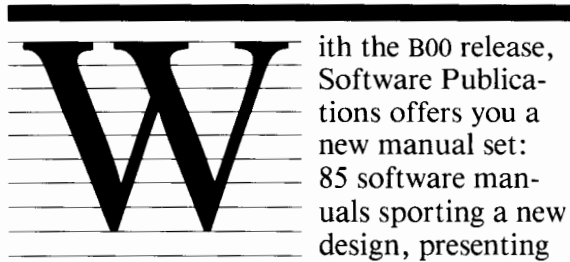 With the B00 release,
Software Publica-
tions offers you a
new manual set:
85 software man-
uals sporting a new
design, presenting